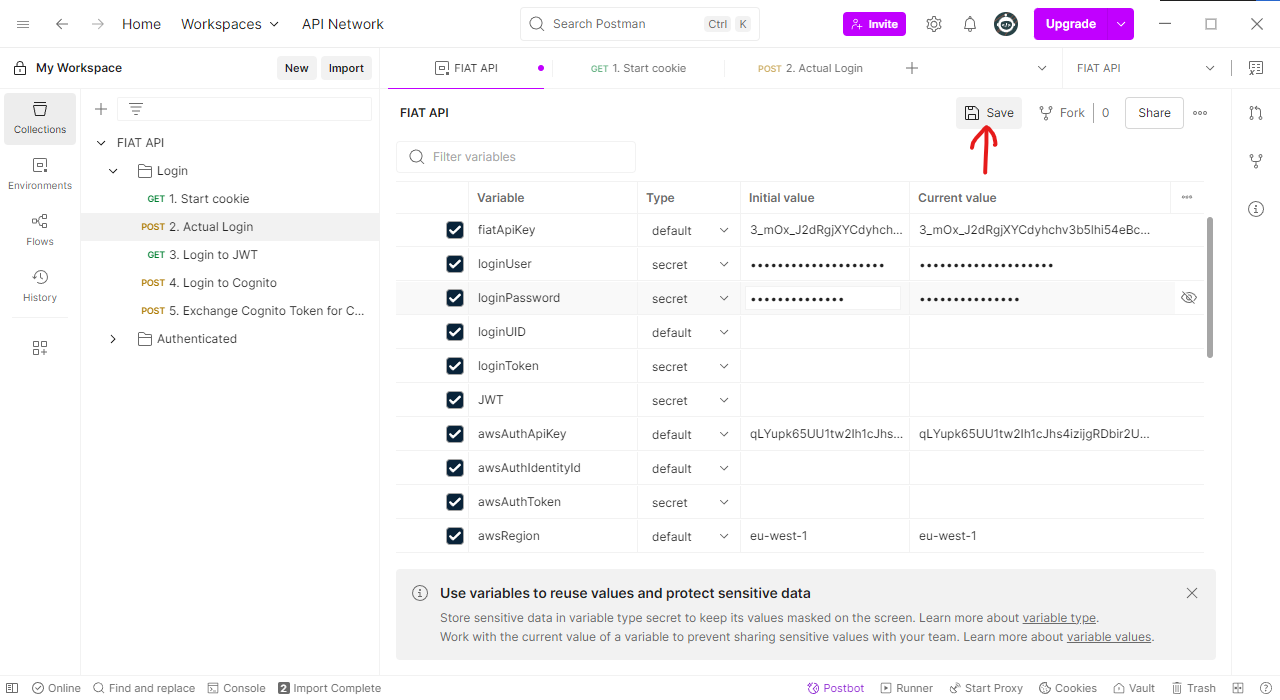 Home Workspaces API Network Search Postman Ctrl K Invite Upgrade
My Workspace New Import FIAT API GET 1. Start cookie POST 2. Actual Login FIAT API
Collections
Environments
Flows
History
FIAT API
Login
GET 1. Start cookie
POST 2. Actual Login
GET 3. Login to JWT
POST 4. Login to Cognito
POST 5. Exchange Cognito Token for C...
Authenticated
FIAT API Save Fork 0 Share
Filter variables
Variable Type Initial value Current value
fiatApiKey default 3_mOx_J2dRgjXYCdyhch... 3_mOx_J2dRgjXYCdyhchv3b5lhi54eBc...
loginUser secret •••••••••••••••••••• ••••••••••••••••••••
loginPassword secret •••••••••••••• •••••••••••••••
loginUID default
loginToken secret
JWT secret
awsAuthApiKey default qLYupk65UU1tw2Ih1cJhs... qLYupk65UU1tw2Ih1cJhs4izijgRDbir2U...
awsAuthIdentityId default
awsAuthToken secret
awsRegion default eu-west-1 eu-west-1
Use variables to reuse values and protect sensitive data
Store sensitive data in variable type secret to keep its values masked on the screen. Learn more about variable type.
Work with the current value of a variable to prevent sharing sensitive values with your team. Learn more about variable values.
Online Find and replace Console 2 Import Complete Postbot Runner Start Proxy Cookies Vault Trash